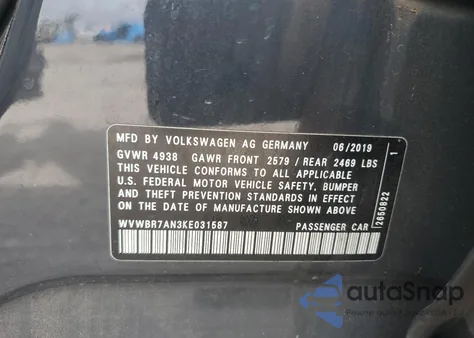 MFD BY VOLKSWAGEN AG GERMANY 06/2019
GVWR 4938 GAWR FRONT 2579 / REAR 2469 LBS
THIS VEHICLE CONFORMS TO ALL APPLICABLE
U.S. FEDERAL MOTOR VEHICLE SAFETY, BUMPER
AND THEFT PREVENTION STANDARDS IN EFFECT
ON THE DATE OF MANUFACTURE SHOWN ABOVE.
WVWBR7AN3KE031587 PASSENGER CAR
2650822 1
autoSnap